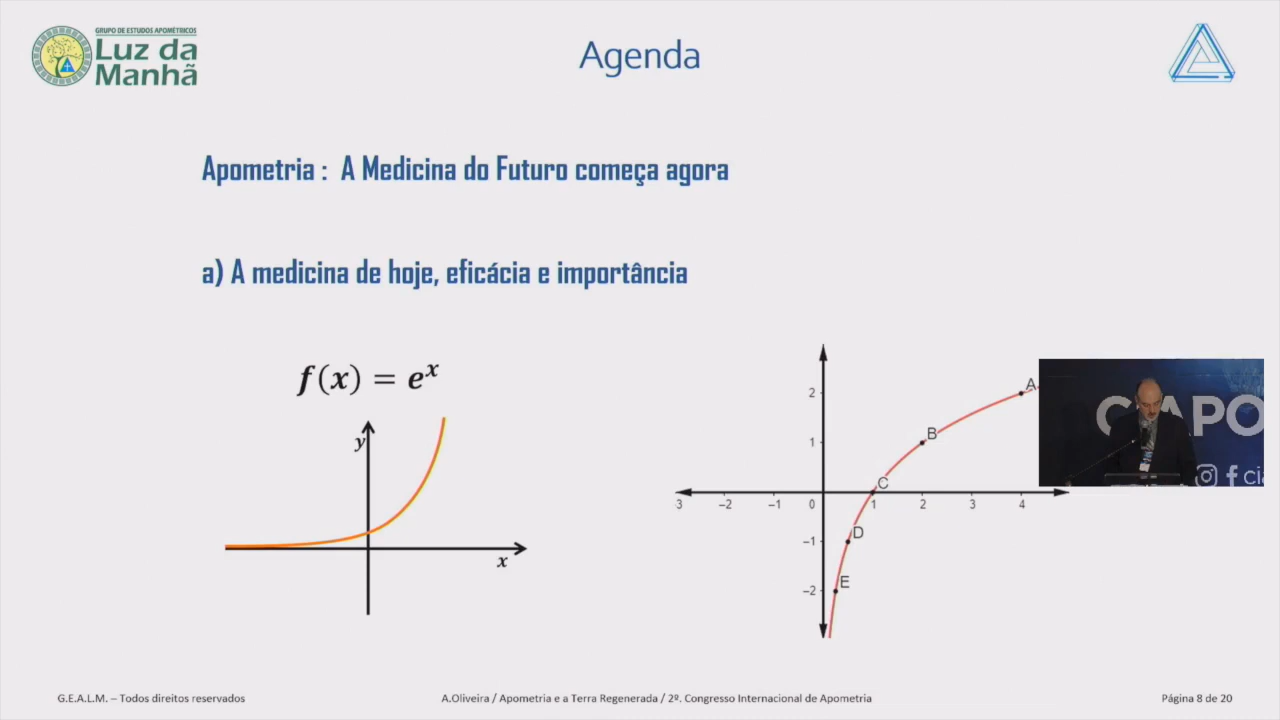 GRUPO DE ESTUDOS APOMÉTRICOS
Luz da
Manhã
Agenda
Apometria : A Medicina do Futuro começa agora
a) A medicina de hoje, eficácia e importância
f(x) = eˣ
y
x
2
1
3 −2 −1 0 1 2 3 4
−1
−2
A
B
C
D
E
CIAPO
G.E.A.L.M. – Todos direitos reservados
A.Oliveira / Apometria e a Terra Regenerada / 2º. Congresso Internacional de Apometria
Página 8 de 20